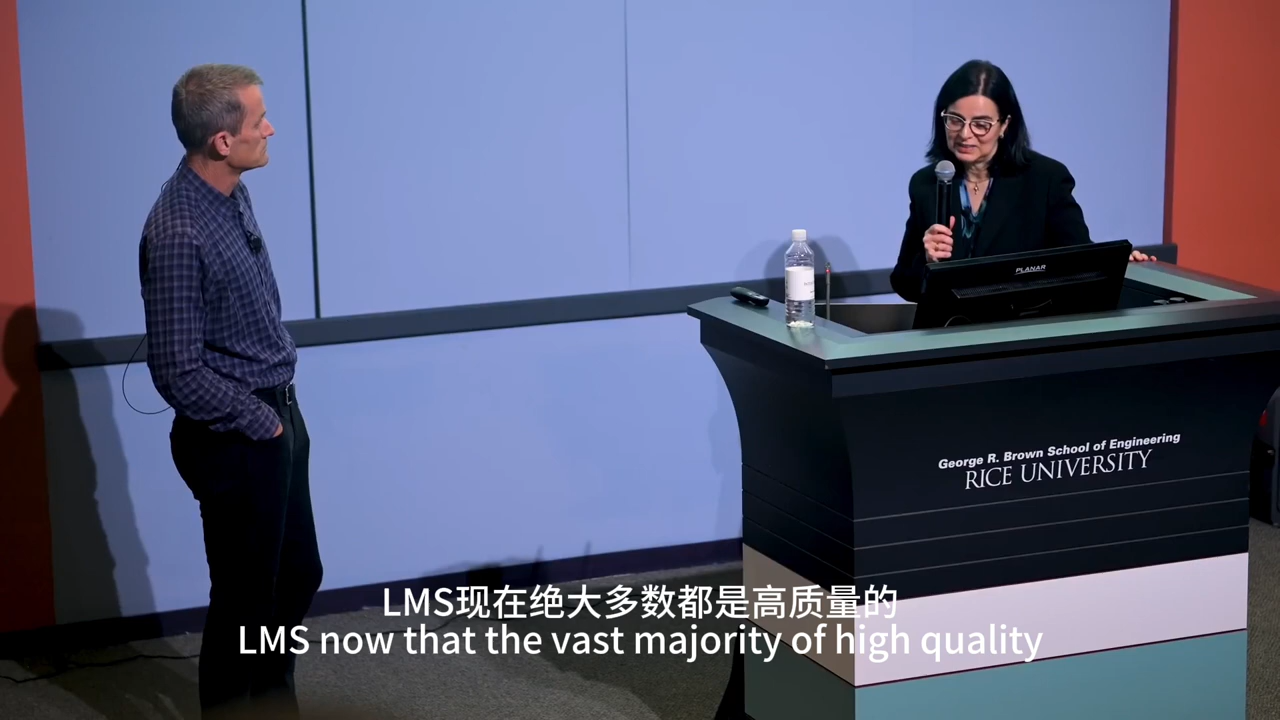 PLANAR
George R. Brown School of Engineering
RICE UNIVERSITY
LMS现在绝大多数都是高质量的
LMS now that the vast majority of high quality